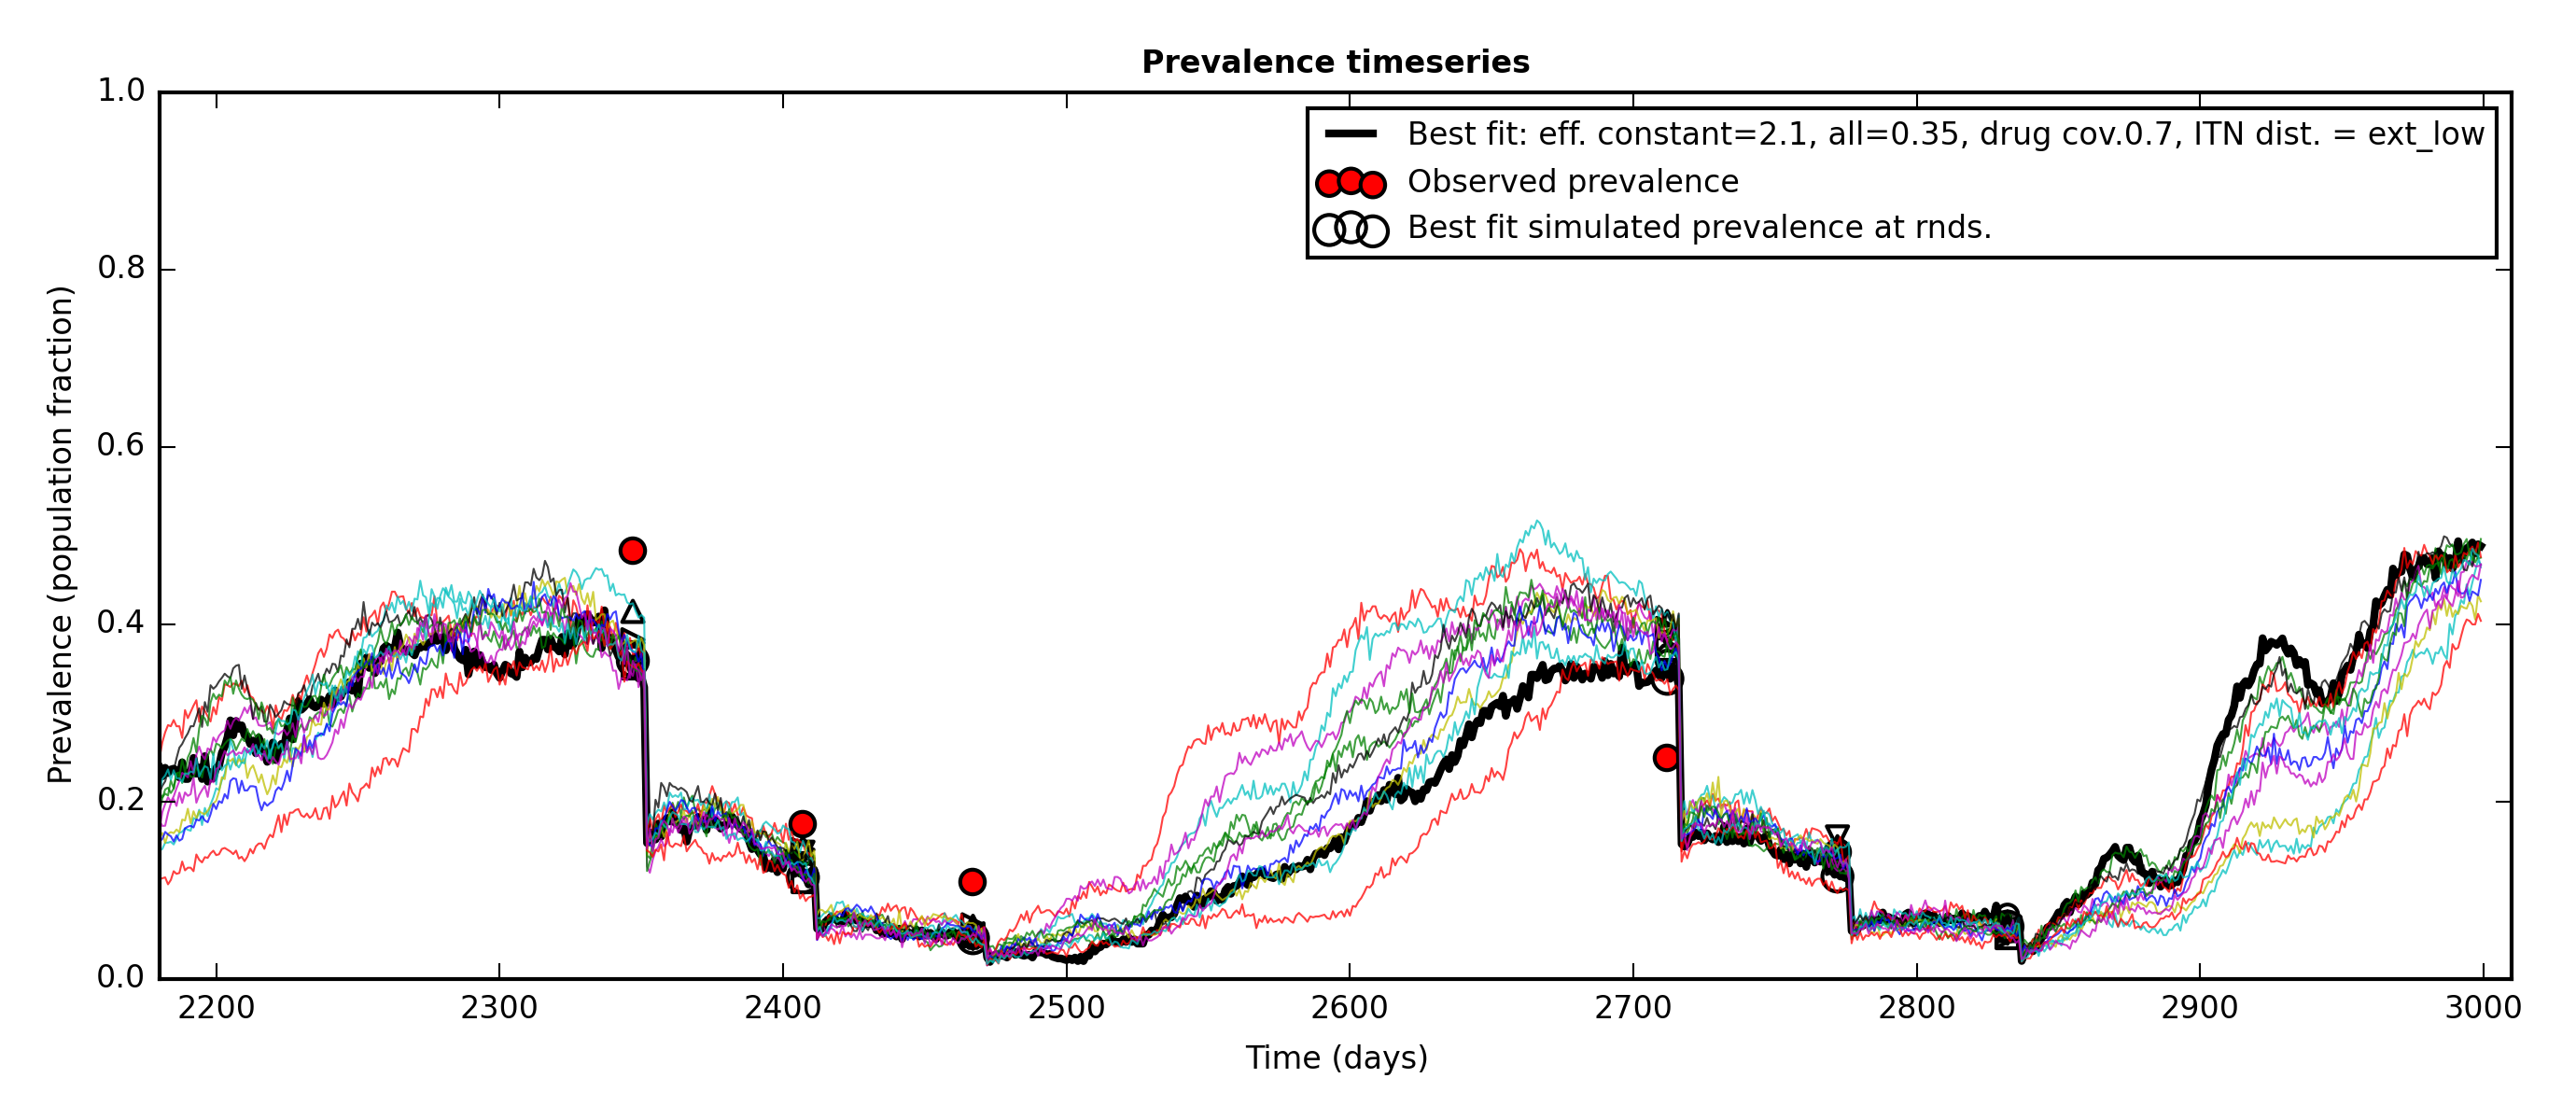 Prevalence timeseries
Best fit: eff. constant=2.1, all=0.35, drug cov.0.7, ITN dist. = ext_low
Observed prevalence
Best fit simulated prevalence at rnds.
Prevalence (population fraction)
1.0
0.8
0.6
0.4
0.2
0.0
2200 2300 2400 2500 2600 2700 2800 2900 3000
Time (days)